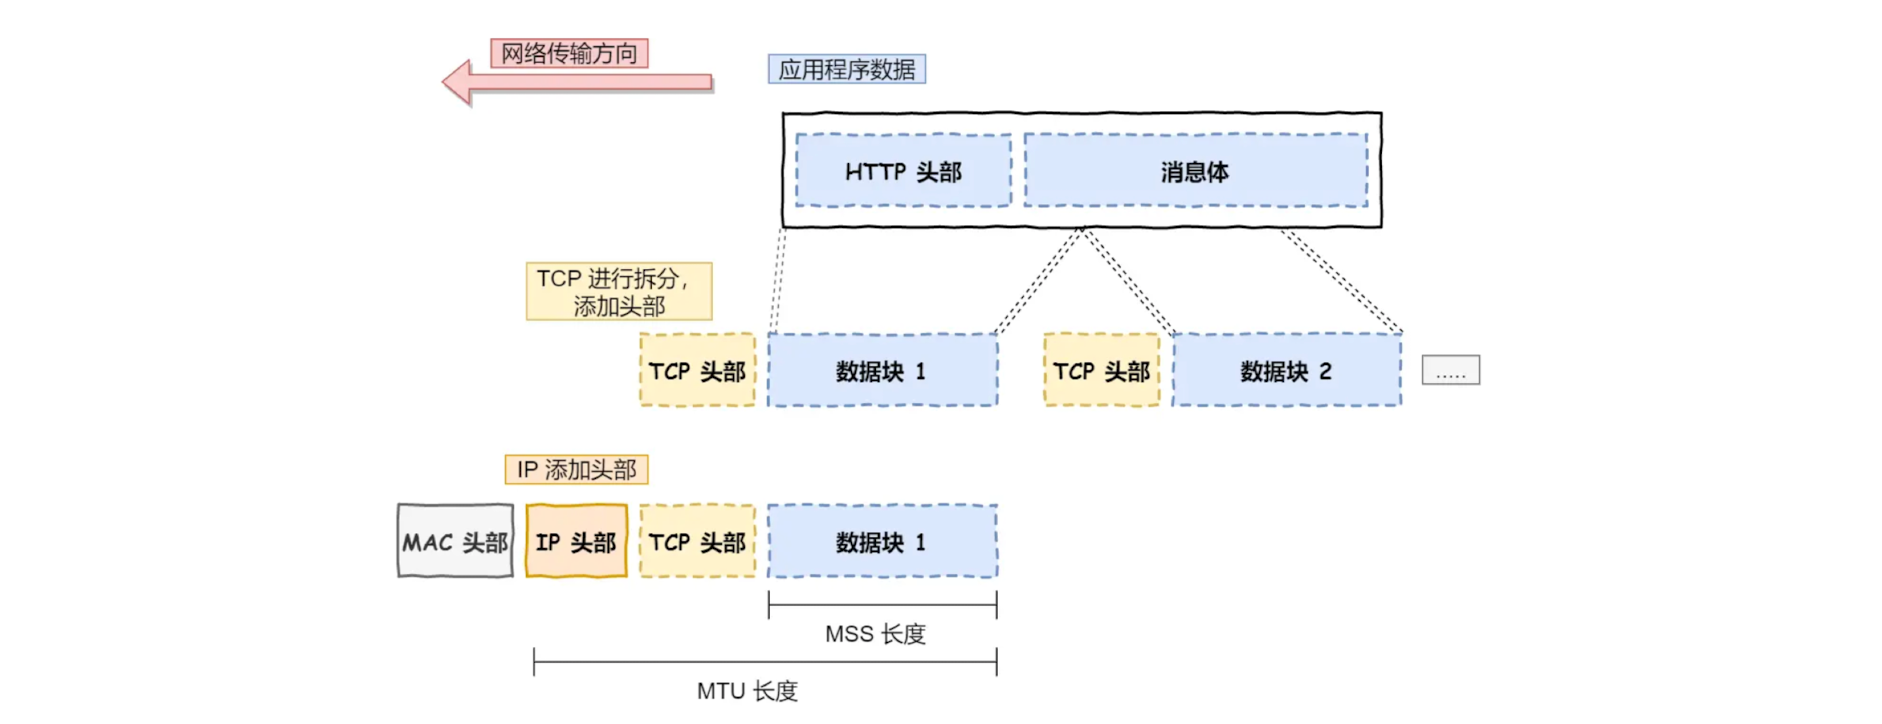 网络传输方向
应用程序数据
HTTP 头部
消息体
TCP 进行拆分，
添加头部
TCP 头部
数据块 1
TCP 头部
数据块 2
.....
IP 添加头部
MAC 头部
IP 头部
TCP 头部
数据块 1
MSS 长度
MTU 长度